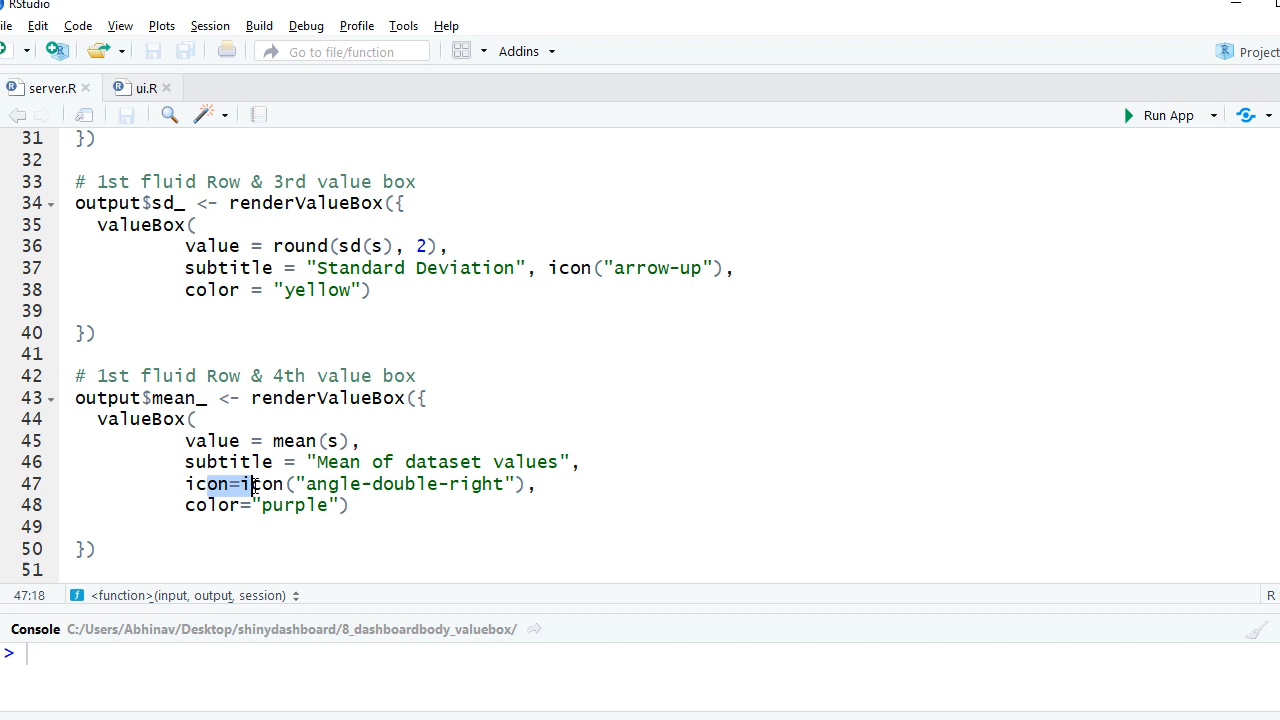 RStudio
ile Edit Code View Plots Session Build Debug Profile Tools Help
Go to file/function Addins Project
server.R ui.R
Run App
31 })
32
33 # 1st fluid Row & 3rd value box
34 output$sd_ <- renderValueBox({
35 valueBox(
36 value = round(sd(s), 2),
37 subtitle = "Standard Deviation", icon("arrow-up"),
38 color = "yellow")
39
40 })
41
42 # 1st fluid Row & 4th value box
43 output$mean_ <- renderValueBox({
44 valueBox(
45 value = mean(s),
46 subtitle = "Mean of dataset values",
47 icon=icon("angle-double-right"),
48 color="purple")
49
50 })
51
47:18 <function>(input, output, session) R
Console C:/Users/Abhinav/Desktop/shinydashboard/8_dashboardbody_valuebox/
>